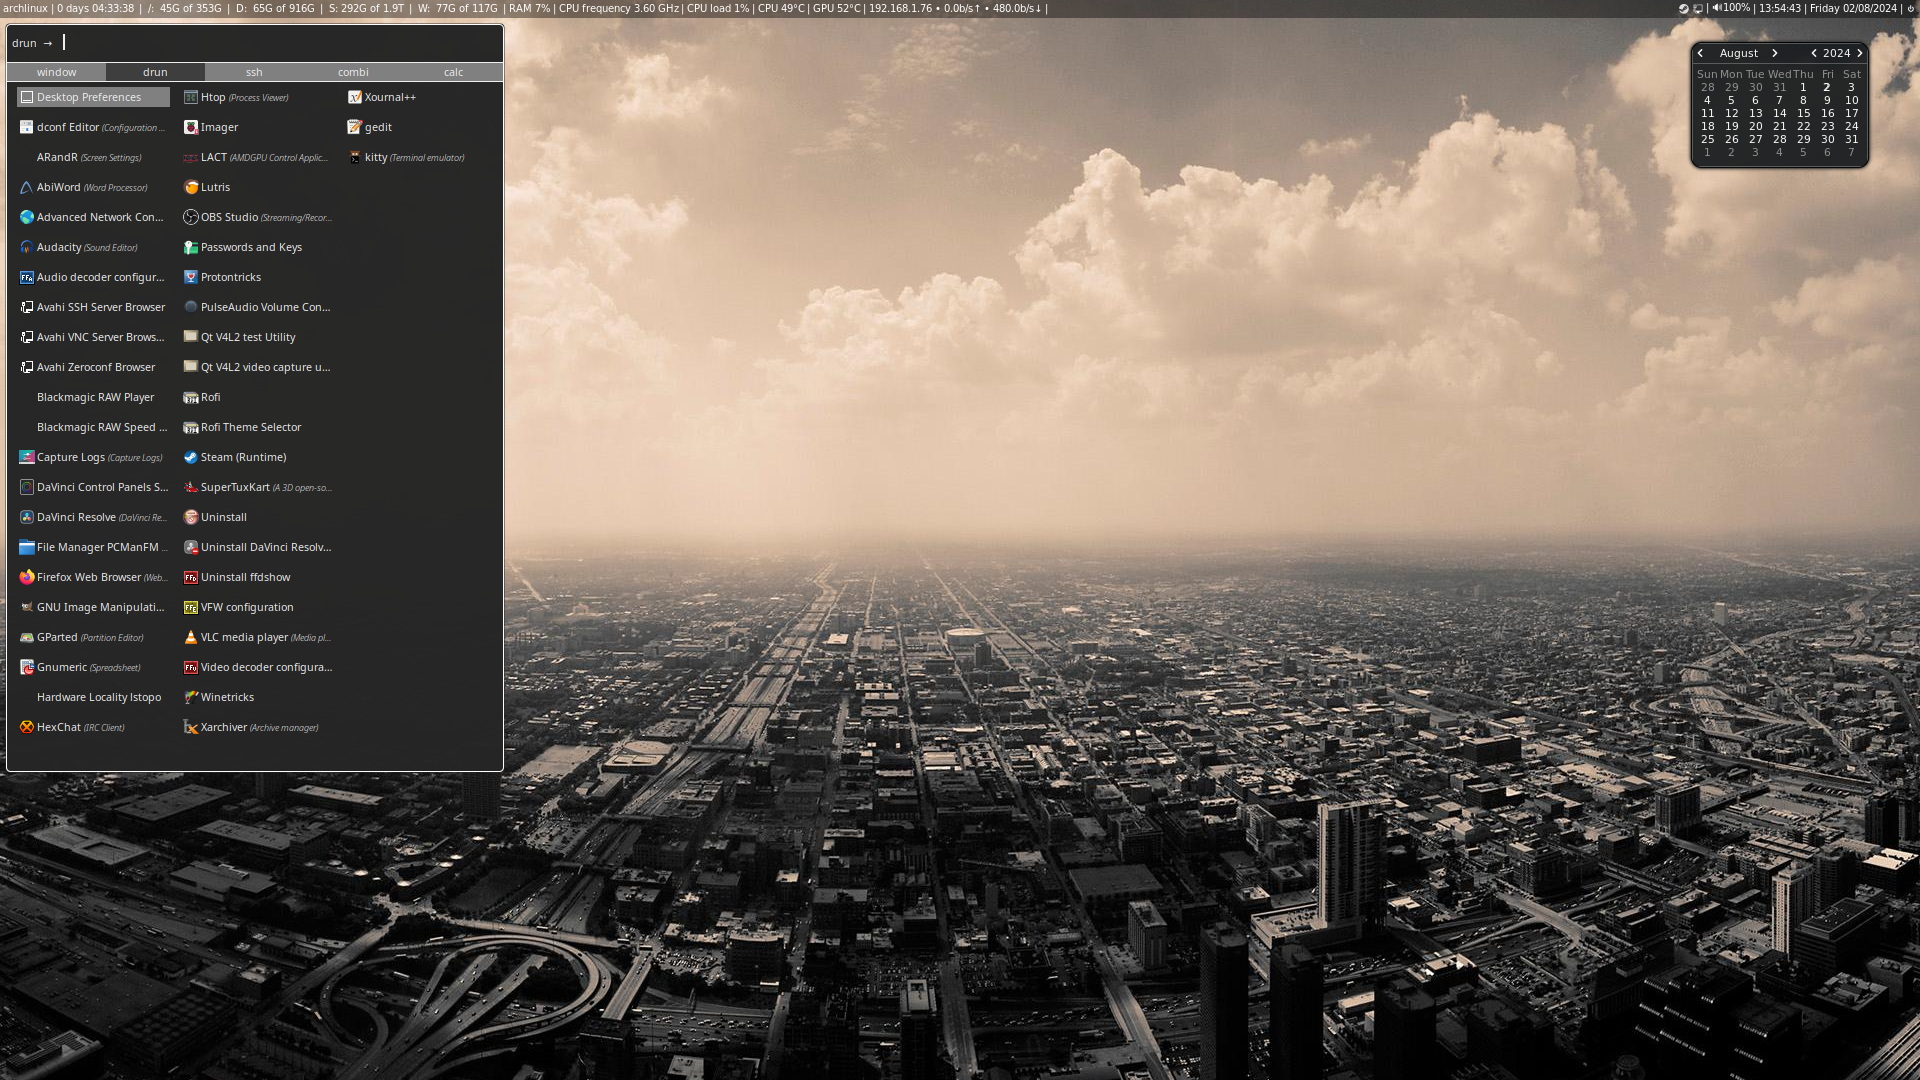 archlinux | 0 days 04:33:38 | /: 45G of 353G | D: 65G of 916G | S: 292G of 1.9T | W: 77G of 117G | RAM 7% | CPU frequency 3.60 GHz | CPU load 1% | CPU 49°C | GPU 52°C | 192.168.1.76 • 0.0b/s↑ • 480.0b/s↓ |
| 100% | 13:54:43 | Friday 02/08/2024 |
drun →
window drun ssh combi calc
Desktop Preferences
dconf Editor (Configuration ...
ARandR (Screen Settings)
AbiWord (Word Processor)
Advanced Network Con...
Audacity (Sound Editor)
Audio decoder configur...
Avahi SSH Server Browser
Avahi VNC Server Brows...
Avahi Zeroconf Browser
Blackmagic RAW Player
Blackmagic RAW Speed ...
Capture Logs (Capture Logs)
DaVinci Control Panels S...
DaVinci Resolve (DaVinci Re...
File Manager PCManFM ...
Firefox Web Browser (Web...
GNU Image Manipulati...
GParted (Partition Editor)
Gnumeric (Spreadsheet)
Hardware Locality lstopo
HexChat (IRC Client)
Htop (Process Viewer)
Imager
LACT (AMDGPU Control Applic...
Lutris
OBS Studio (Streaming/Recor...
Passwords and Keys
Protontricks
PulseAudio Volume Con...
Qt V4L2 test Utility
Qt V4L2 video capture u...
Rofi
Rofi Theme Selector
Steam (Runtime)
SuperTuxKart (A 3D open-so...
Uninstall
Uninstall DaVinci Resolv...
Uninstall ffdshow
VFW configuration
VLC media player (Media pl...
Video decoder configura...
Winetricks
Xarchiver (Archive manager)
Xournal++
gedit
kitty (Terminal emulator)
August 2024
Sun Mon Tue Wed Thu Fri Sat
28 29 30 31 1 2 3
4 5 6 7 8 9 10
11 12 13 14 15 16 17
18 19 20 21 22 23 24
25 26 27 28 29 30 31
1 2 3 4 5 6 7